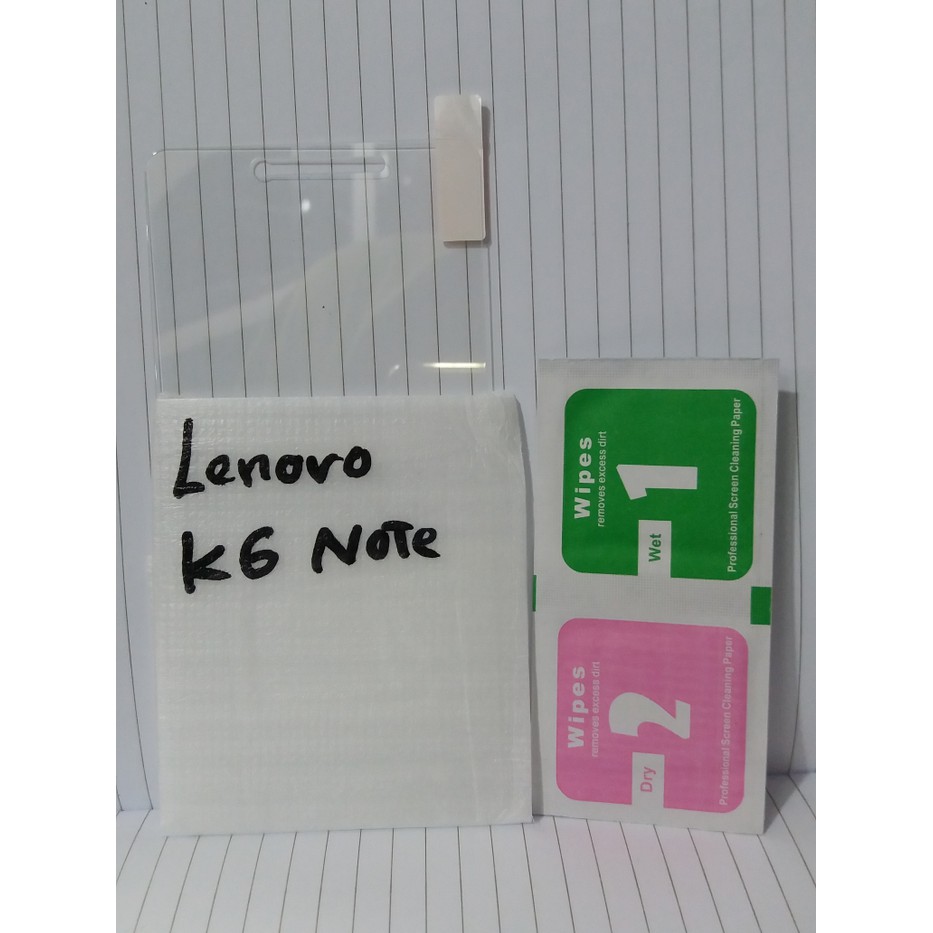 Lenovo
K6 Note
Wipes
removes excess dirt
Wet
1
Professional Screen Cleaning Paper
Wipes
removes excess dirt
Dry
2
Professional Screen Cleaning Paper